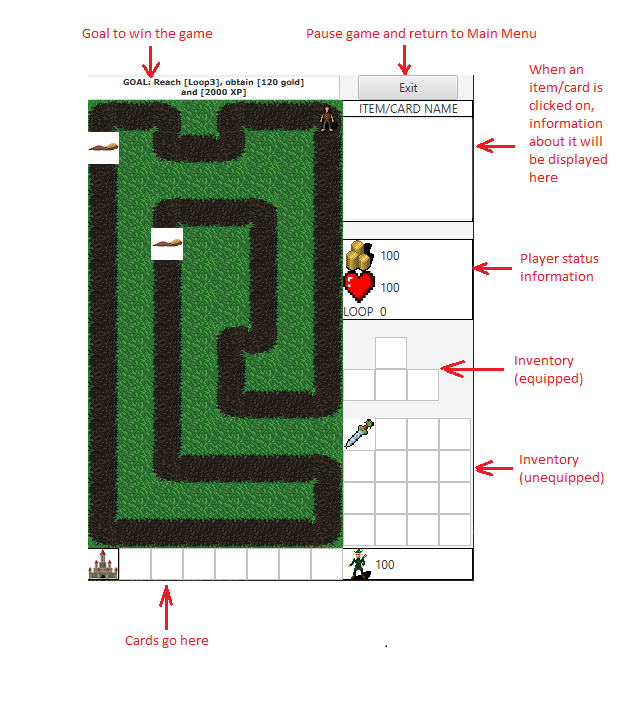 Goal to win the game
Pause game and return to Main Menu
GOAL: Reach [Loop3], obtain [120 gold]
and [2000 XP]
Exit
When an
item/card is
clicked on,
information
about it will
be displayed
here
ITEM/CARD NAME
100
Player status
information
100
LOOP 0
Inventory
(equipped)
Inventory
(unequipped)
100
Cards go here